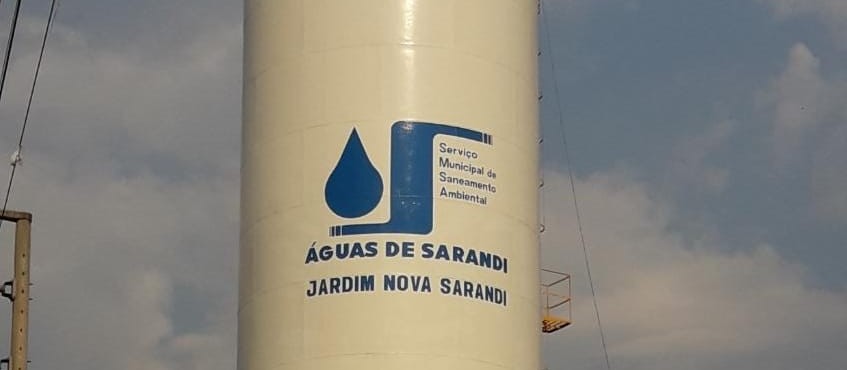 Serviço
Municipal de
Saneamento
Ambiental
ÁGUAS DE SARANDI
JARDIM NOVA SARANDI